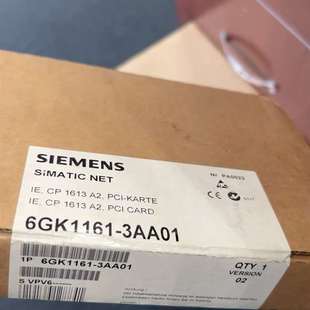 SIEMENS
SIMATIC NET
IE, CP 1613 A2, PCI-KARTE
IE, CP 1613 A2, PCI CARD
6GK1161-3AA01
1P 6GK1161-3AA01
QTY 1
VERSION
02
S VPV6